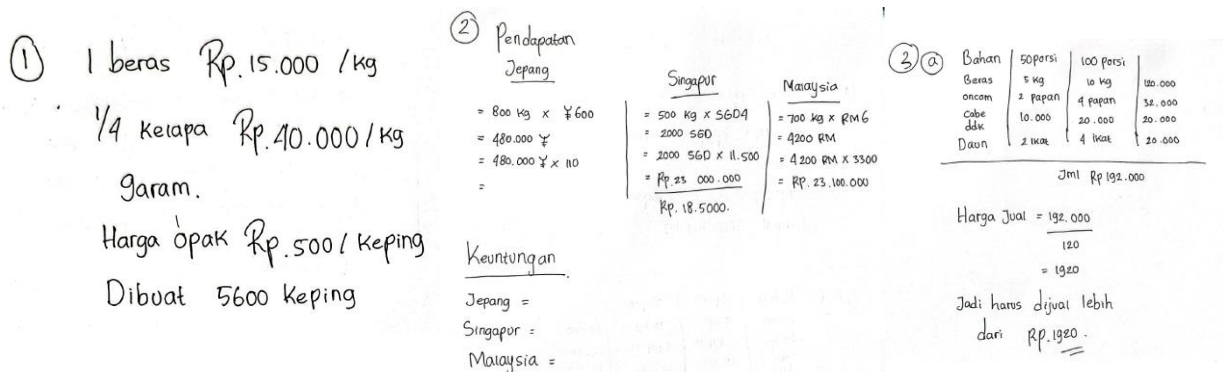 ① 1 beras Rp. 15.000 /kg
1/4 Kelapa Rp. 40.000 / kg
garam.
Harga opak Rp. 500 / keping
Dibuat 5600 keping
② Pendapatan
Jepang
= 800 kg x ¥600
= 480.000 ¥
= 480.000 ¥ x 110
=
Singapur
= 500 kg x SGD4
= 2000 SGD
= 2000 SGD x 11.500
= Rp. 23 000.000
Rp. 18.5000.
Malaysia
= 700 kg x RM6
= 4200 RM
= 4200 RM x 3300
= Rp. 23.100.000
Keuntungan
Jepang =
Singapur =
Malaysia =
③ ⓐ Bahan 50porsi 100 Porsi
Beras 5 kg 10 kg 120.000
oncom 2 Papan 4 papan 32.000
Cabe ddk 10.000 20.000 20.000
Daun 2 ikat 4 ikat 20.000
Jml Rp 192.000
Harga Jual = 192.000
120
= 1920
Jadi harus dijual lebih
dari Rp. 1920.